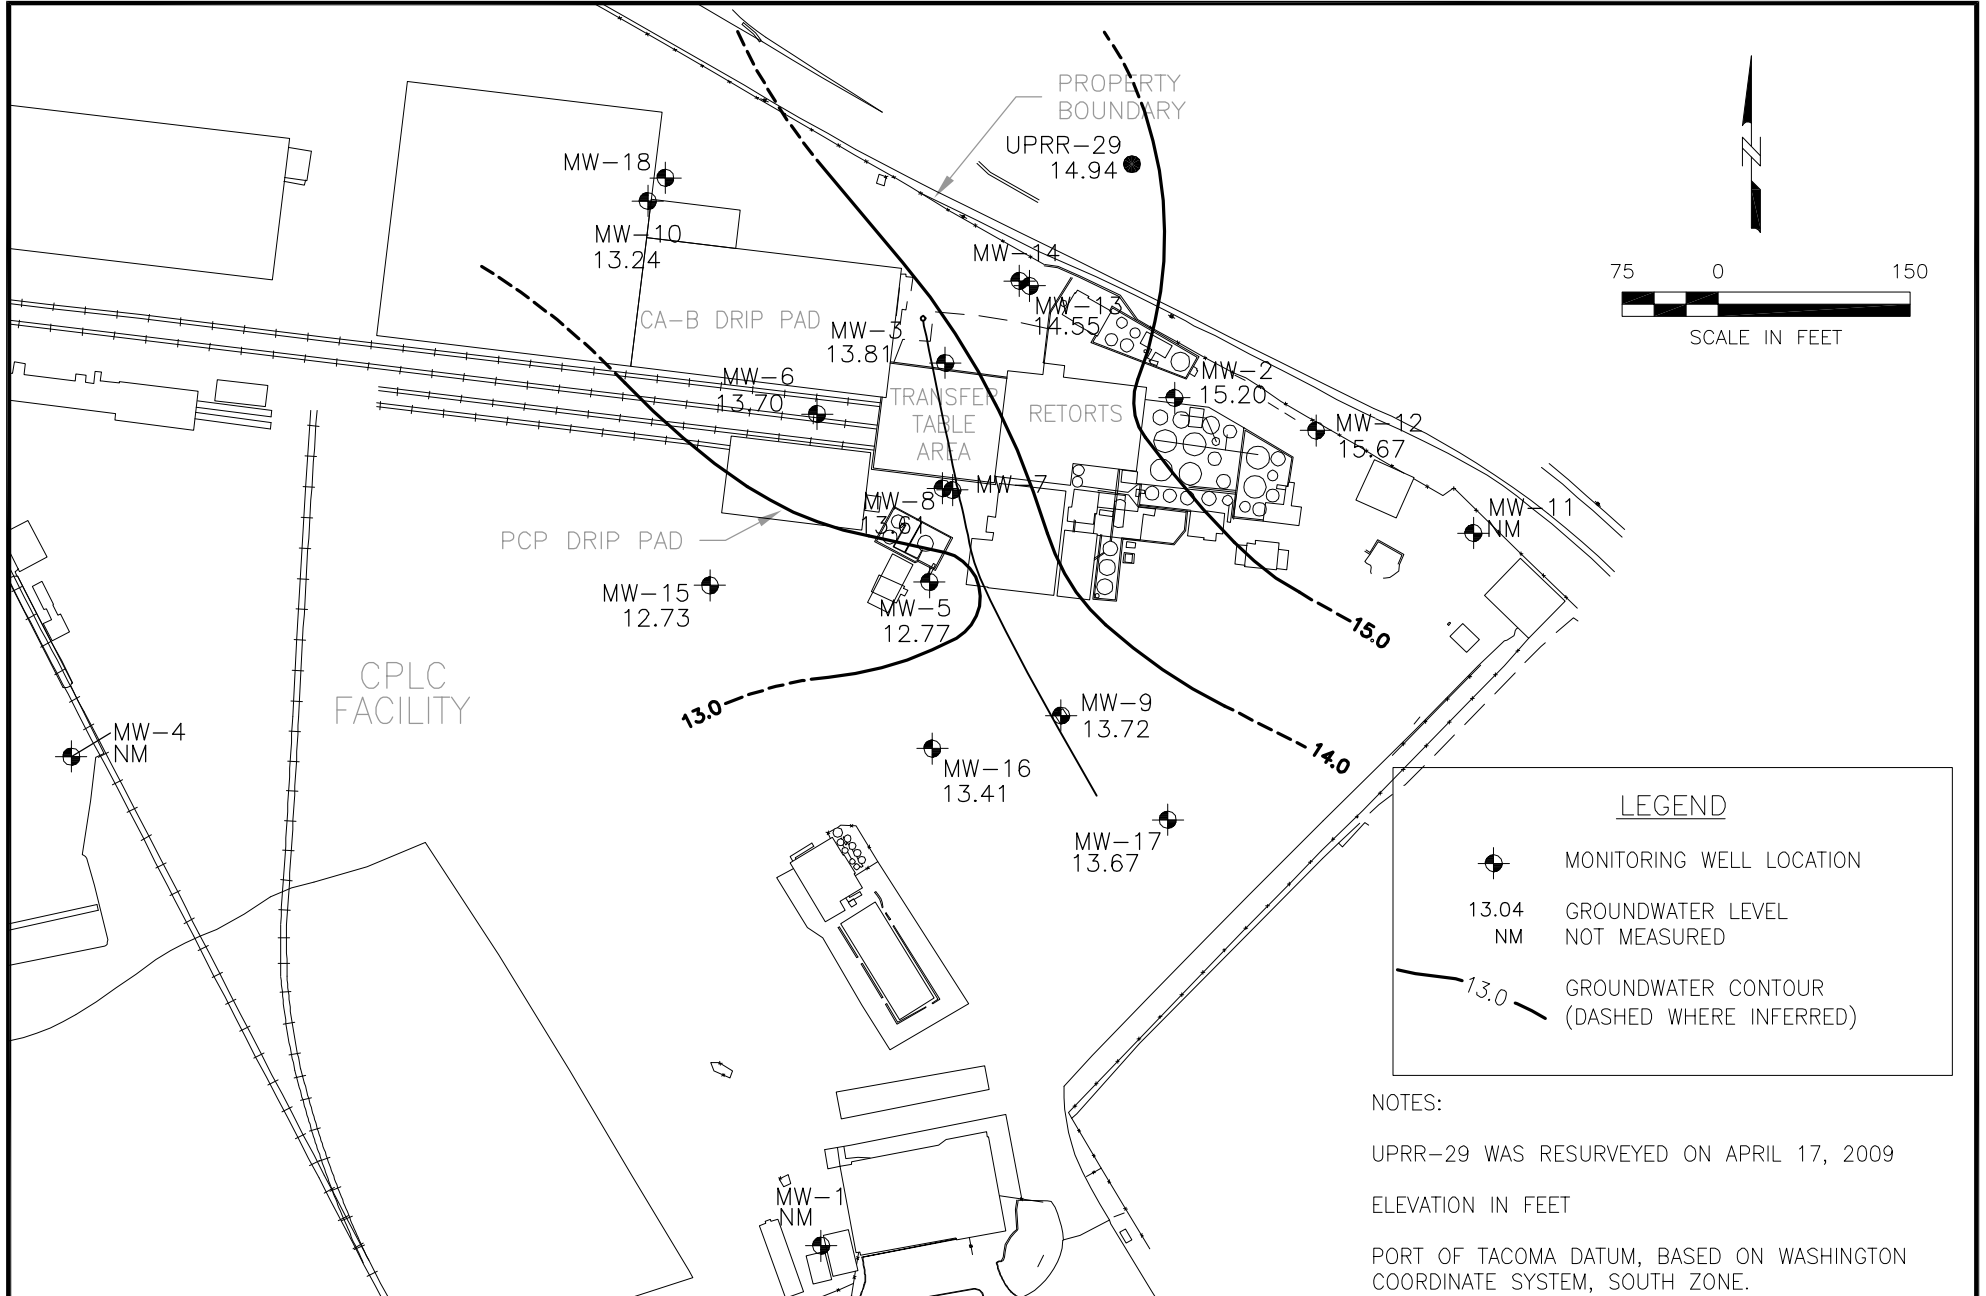 PROPERTY
BOUNDARY
UPRR-29
14.94
MW-18
MW-10
13.24
MW-14
MW-13
14.55
CA-B DRIP PAD
MW-3
13.81
MW-6
13.70
TRANSFER
TABLE
AREA
RETORTS
MW-2
15.20
MW-12
15.67
MW-11
NM
MW-7
MW-8
13.61
PCP DRIP PAD
MW-15
12.73
MW-5
12.77
15.0
CPLC
FACILITY
13.0
MW-9
13.72
14.0
MW-4
NM
MW-16
13.41
MW-17
13.67
MW-1
NM
N
75 0 150
SCALE IN FEET
LEGEND
MONITORING WELL LOCATION
13.04 GROUNDWATER LEVEL
NM NOT MEASURED
13.0 GROUNDWATER CONTOUR
(DASHED WHERE INFERRED)
NOTES:
UPRR-29 WAS RESURVEYED ON APRIL 17, 2009
ELEVATION IN FEET
PORT OF TACOMA DATUM, BASED ON WASHINGTON
COORDINATE SYSTEM, SOUTH ZONE.